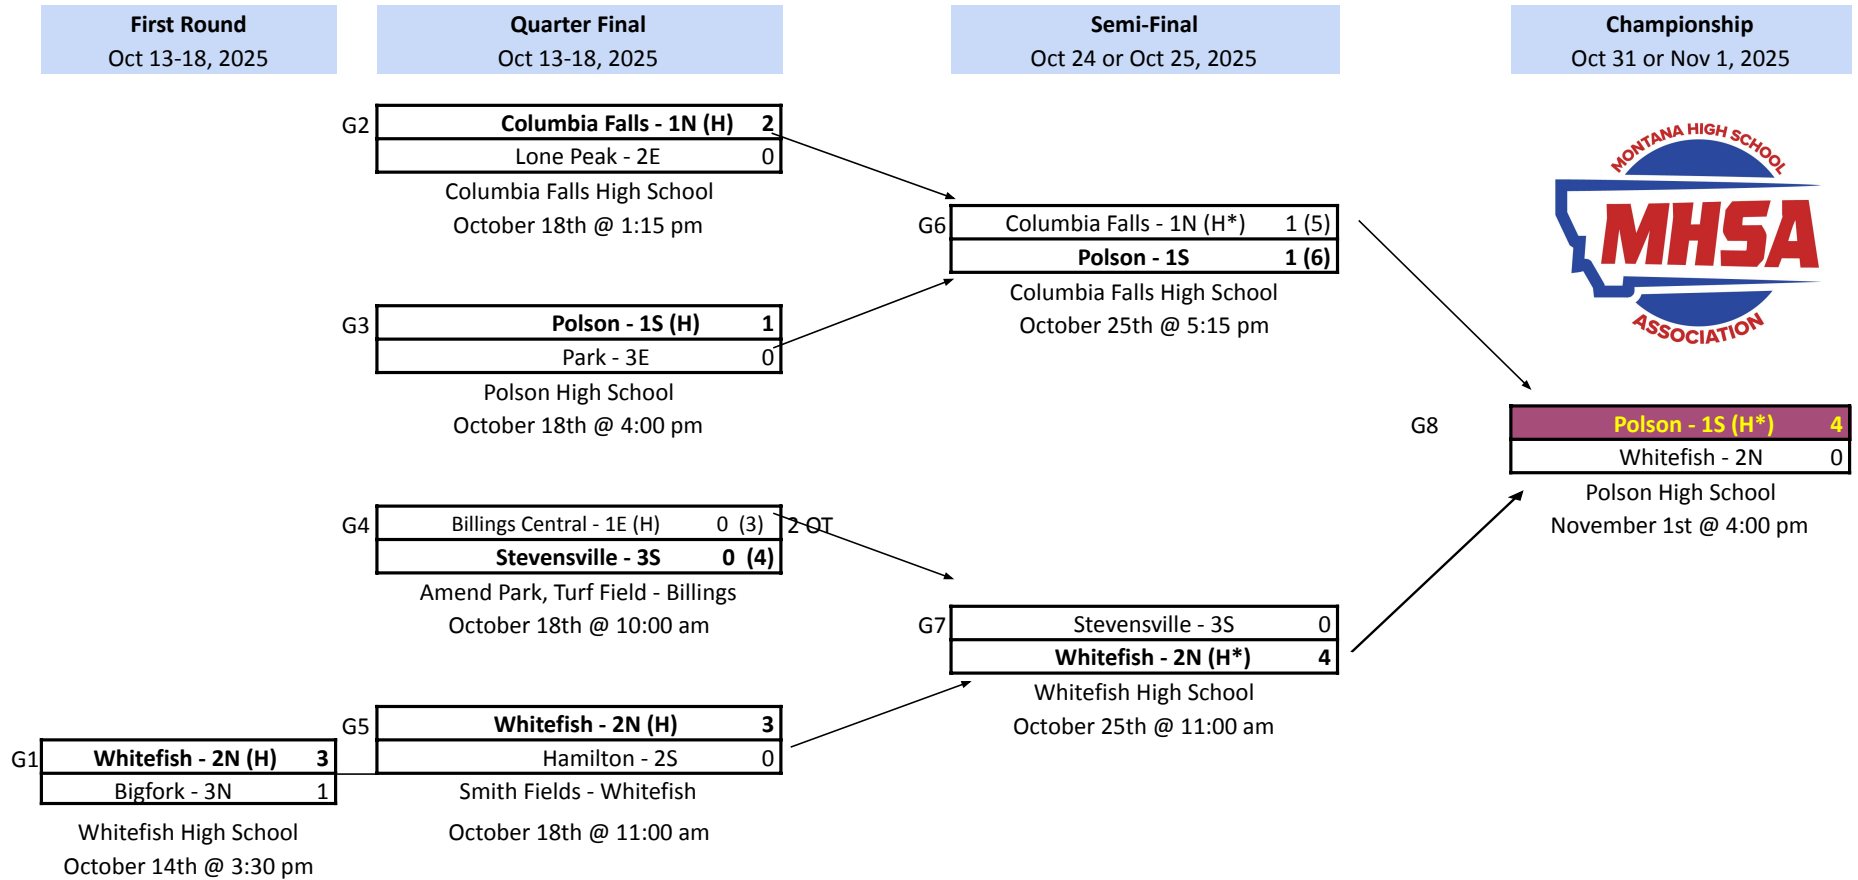 First Round
Oct 13-18, 2025
Quarter Final
Oct 13-18, 2025
Semi-Final
Oct 24 or Oct 25, 2025
Championship
Oct 31 or Nov 1, 2025
G1
Whitefish - 2N (H) 3
Bigfork - 3N 1
Whitefish High School
October 14th @ 3:30 pm
G2
Columbia Falls - 1N (H) 2
Lone Peak - 2E 0
Columbia Falls High School
October 18th @ 1:15 pm
G3
Polson - 1S (H) 1
Park - 3E 0
Polson High School
October 18th @ 4:00 pm
G4
Billings Central - 1E (H) 0 (3) 2 OT
Stevensville - 3S 0 (4)
Amend Park, Turf Field - Billings
October 18th @ 10:00 am
G5
Whitefish - 2N (H) 3
Hamilton - 2S 0
Smith Fields - Whitefish
October 18th @ 11:00 am
G6
Columbia Falls - 1N (H*) 1 (5)
Polson - 1S 1 (6)
Columbia Falls High School
October 25th @ 5:15 pm
G7
Stevensville - 3S 0
Whitefish - 2N (H*) 4
Whitefish High School
October 25th @ 11:00 am
MONTANA HIGH SCHOOL
MHSA
ASSOCIATION
G8
Polson - 1S (H*) 4
Whitefish - 2N 0
Polson High School
November 1st @ 4:00 pm